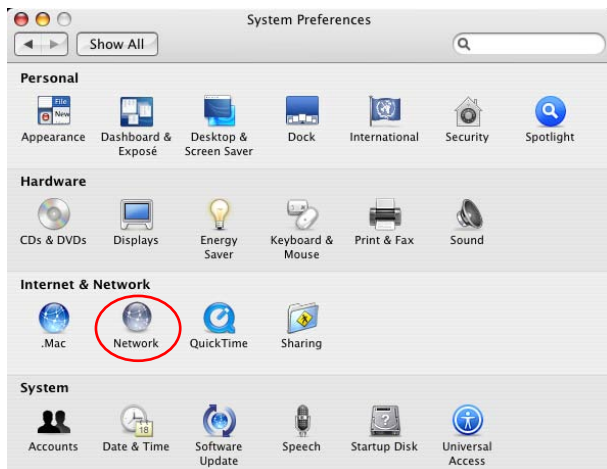 System Preferences
Show All
Personal
File
New
Appearance
Dashboard &
Exposé
Desktop &
Screen Saver
Dock
International
Security
Spotlight
Hardware
CDs & DVDs
Displays
Energy
Saver
Keyboard &
Mouse
Print & Fax
Sound
Internet & Network
.Mac
Network
QuickTime
Sharing
System
18
?
Accounts
Date & Time
Software
Update
Speech
Startup Disk
Universal
Access